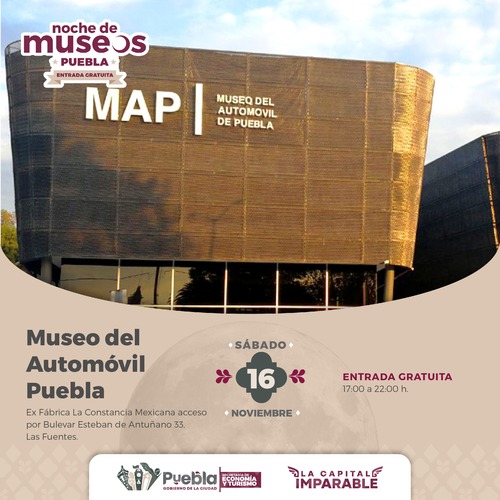 noche de
museos
PUEBLA
ENTRADA GRATUITA
MAP
MUSEO DEL
AUTOMOVIL
DE PUEBLA
Museo del
Automóvil
Puebla
Ex Fábrica La Constancia Mexicana acceso
por Bulevar Esteban de Antuñano 33,
Las Fuentes.
SÁBADO
16
NOVIEMBRE
ENTRADA GRATUITA
17:00 a 22:00 h.
Puebla
GOBIERNO DE LA CIUDAD
SECRETARÍA DE
ECONOMÍA
Y TURISMO
LA CAPITAL
IMPARABLE